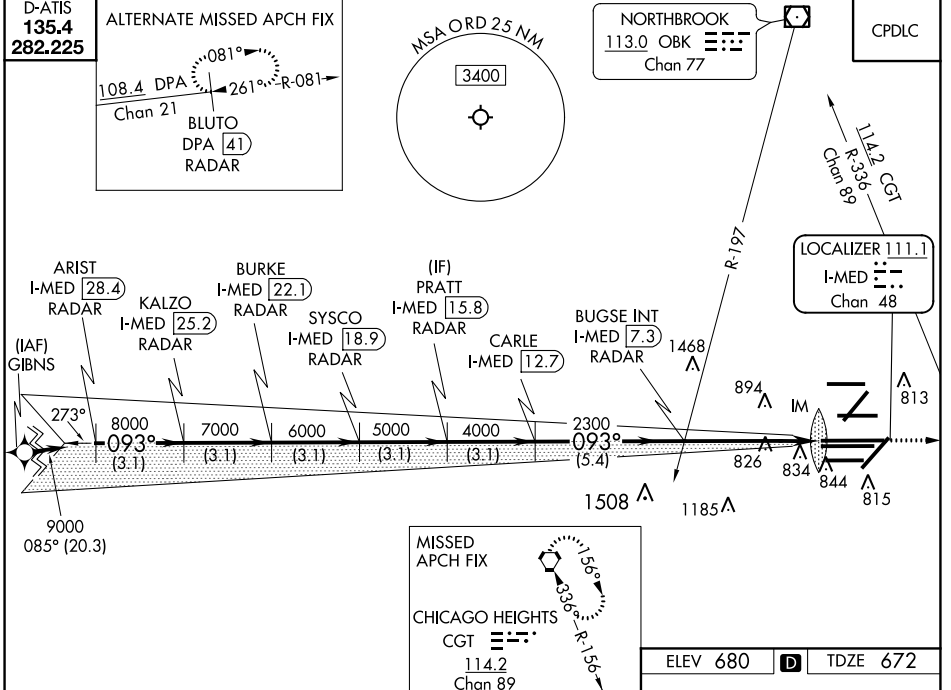 D-ATIS
135.4
282.225
ALTERNATE MISSED APCH FIX
081°
108.4 DPA
261°
R-081
Chan 21
BLUTO
DPA 41
RADAR
MSA ORD 25 NM
3400
NORTHBROOK
113.0 OBK
Chan 77
CPDLC
114.2 CGT
R-336
Chan 89
R-197
LOCALIZER 111.1
I-MED
Chan 48
ARIST
I-MED 28.4
RADAR
KALZO
I-MED 25.2
RADAR
BURKE
I-MED 22.1
RADAR
SYSCO
I-MED 18.9
RADAR
(IF)
PRATT
I-MED 15.8
RADAR
CARLE
I-MED 12.7
BUGSE INT
I-MED 7.3
RADAR
1468
894
IM
813
(IAF)
GIBNS
273°
8000
093°
(3.1)
7000
(3.1)
6000
(3.1)
5000
(3.1)
4000
(3.1)
2300
093°
(5.4)
826
834
844
815
1508
1185
9000
085° (20.3)
MISSED
APCH FIX
156°
336°
R-156
CHICAGO HEIGHTS
CGT
114.2
Chan 89
ELEV 680 D TDZE 672